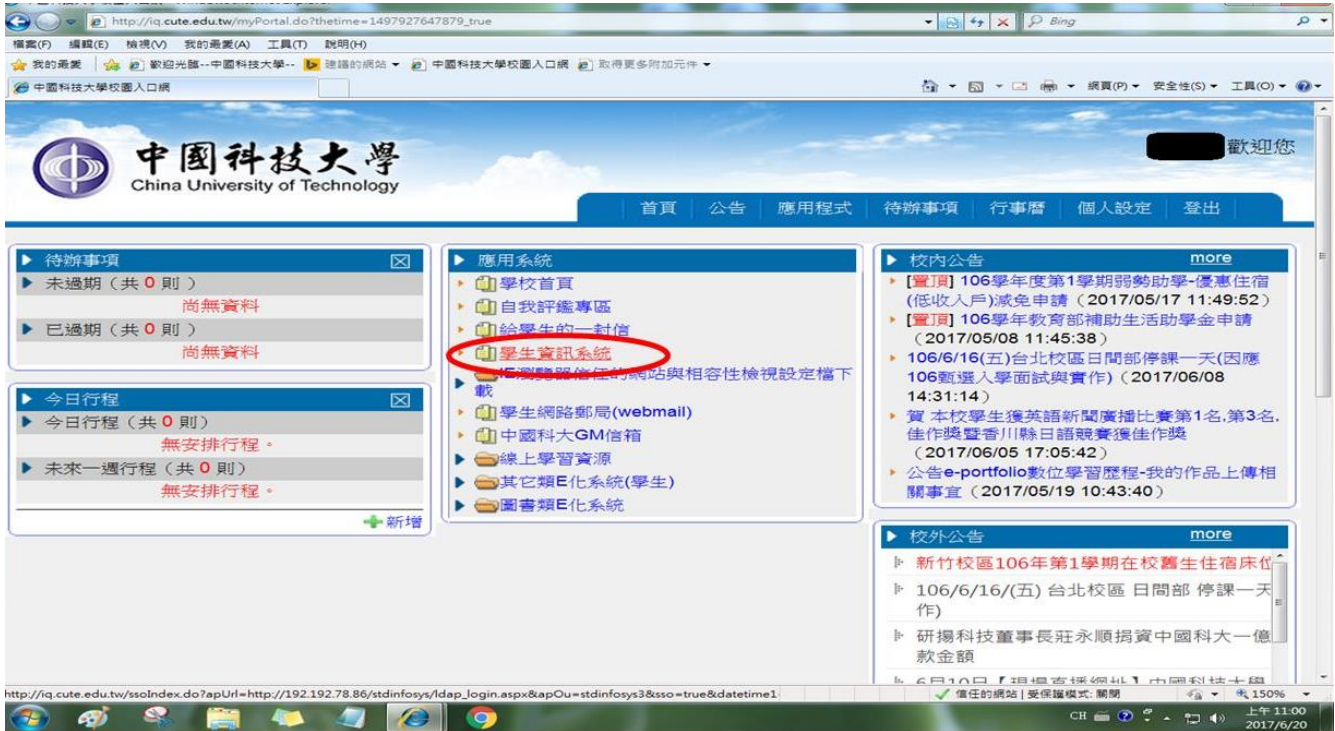 http://iq.cute.edu.tw/myPortal.do?thetime=1497927647879_true
Bing
檔案(F) 編輯(E) 檢視(V) 我的最愛(A) 工具(T) 說明(H)
我的最愛 歡迎光臨--中國科技大學-- 建議的網站 中國科技大學校園入口網 取得更多附加元件
中國科技大學校園入口網
網頁(P) 安全性(S) 工具(O)
中國科技大學
China University of Technology
歡迎您
首頁 公告 應用程式 待辦事項 行事曆 個人設定 登出
待辦事項
未過期（共 0 則）
尚無資料
已過期（共 0 則）
尚無資料
今日行程
今日行程（共 0 則）
無安排行程。
未來一週行程（共 0 則）
無安排行程。
新增
應用系統
學校首頁
自我評鑑專區
給學生的一封信
學生資訊系統
IE瀏覽器信任的網站與相容性檢視設定檔下
載
學生網路郵局(webmail)
中國科大GM信箱
線上學習資源
其它類E化系統(學生)
圖書類E化系統
校內公告 more
[置頂] 106學年度第1學期弱勢助學-優惠住宿
(低收入戶)減免申請（2017/05/17 11:49:52）
[置頂] 106學年教育部補助生活助學金申請
（2017/05/08 11:45:38）
106/6/16(五)台北校區日間部停課一天(因應
106甄選入學面試與實作)（2017/06/08
14:31:14）
賀 本校學生獲英語新聞廣播比賽第1名,第3名,
佳作獎暨香川縣日語競賽獲佳作獎
（2017/06/05 17:05:42）
公告e-portfolio數位學習歷程-我的作品上傳相
關事宜（2017/05/19 10:43:40）
校外公告 more
新竹校區106年第1學期在校舊生住宿床位
106/6/16/(五) 台北校區 日間部 停課一天
作)
研揚科技董事長莊永順捐資中國科大一億
款金額
6月10日【現場直播網址】中國科技大學
http://iq.cute.edu.tw/ssoIndex.do?apUrl=http://192.192.78.86/stdinfosys/ldap_login.aspx&apOu=stdinfosys3&sso=true&datetime1
信任的網站 | 受保護模式: 關閉
150%
CH
上午 11:00
2017/6/20